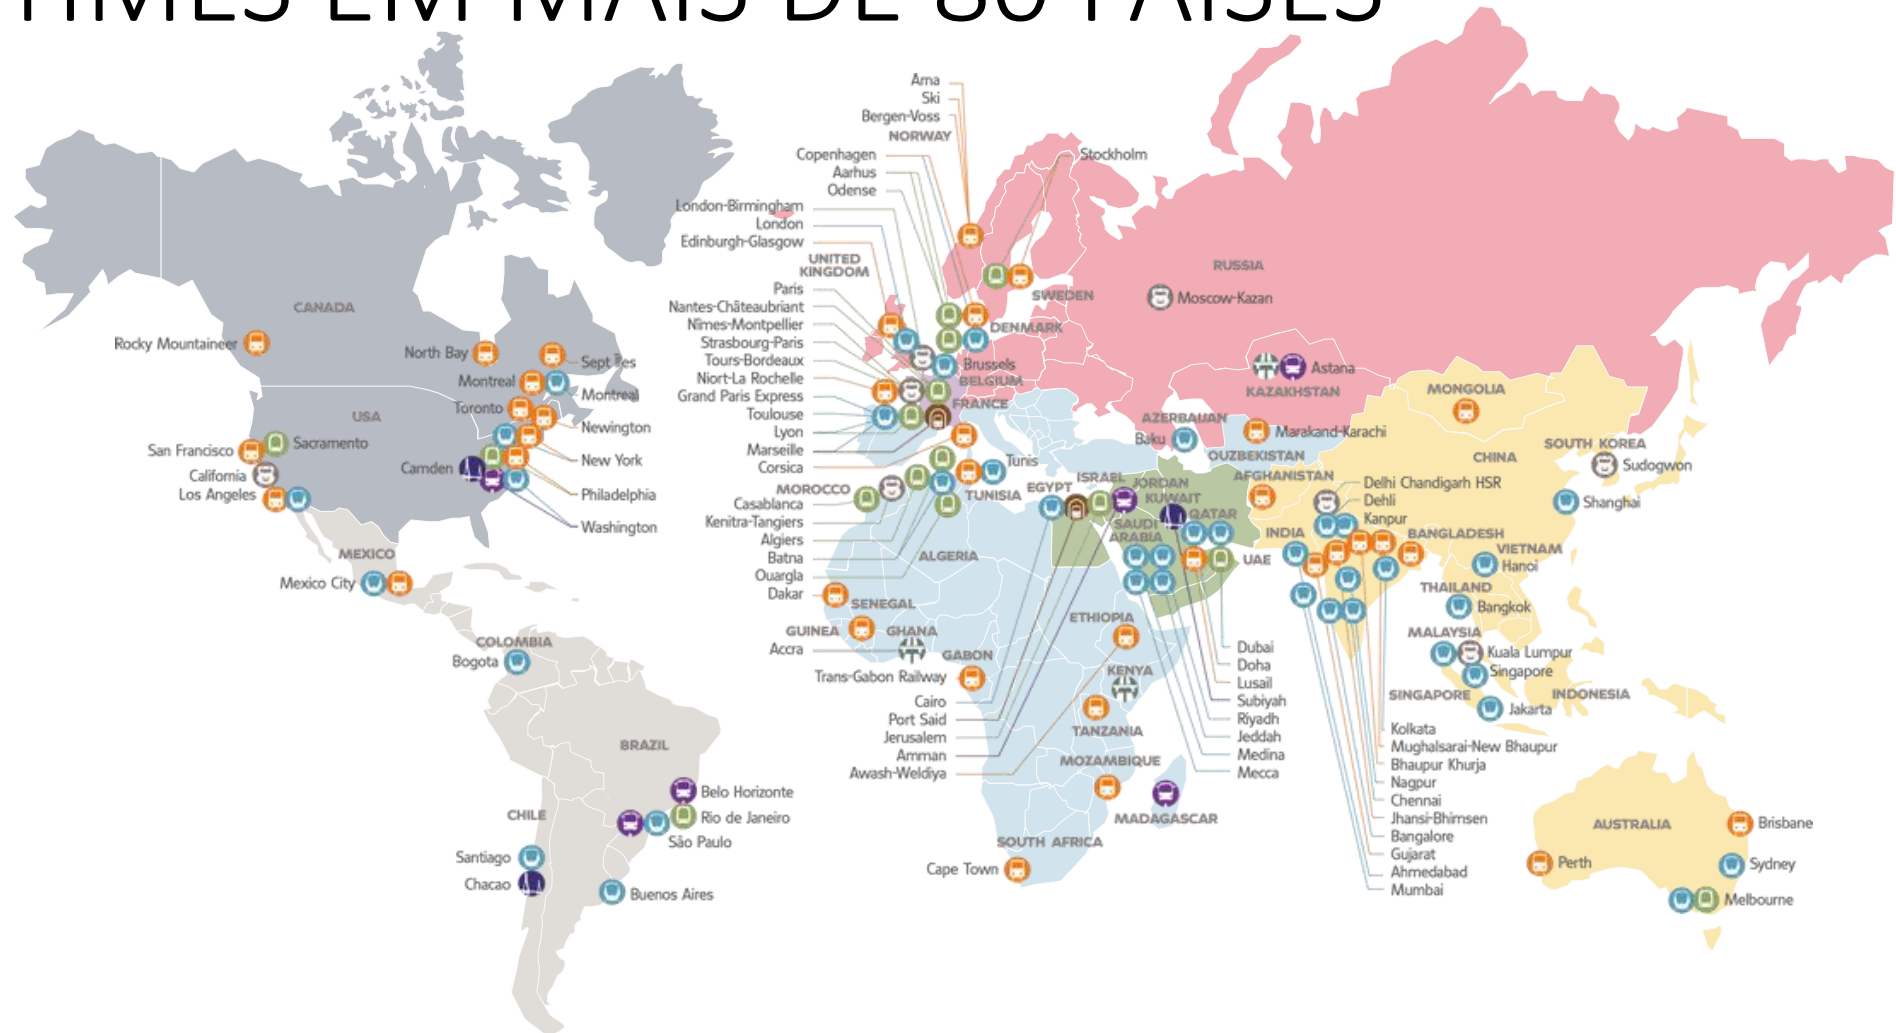 TIMES EM MAIS DE 80 PAÍSES
Arna
Ski
Bergen-Voss
NORWAY
Copenhagen
Aarhus
Odense
Stockholm
London-Birmingham
London
Edinburgh-Glasgow
UNITED
KINGDOM
Paris
Nantes-Châteaubriant
Nîmes-Montpellier
Strasbourg-Paris
Tours-Bordeaux
Niort-La Rochelle
Grand Paris Express
Toulouse
Lyon
Marseille
Corsica
SWEDEN
DENMARK
Brussels
BELGIUM
FRANCE
RUSSIA
Moscow-Kazan
Astana
KAZAKHSTAN
MONGOLIA
AZERBAIJAN
Baku
Marakand-Karachi
OUZBEKISTAN
AFGHANISTAN
CHINA
SOUTH KOREA
Sudogwon
Shanghai
CANADA
Rocky Mountaineer
North Bay
Sept Îles
Montreal
Montreal
Toronto
USA
Newington
New York
Camden
Philadelphia
Washington
San Francisco
Sacramento
California
Los Angeles
MEXICO
Mexico City
COLOMBIA
Bogota
BRAZIL
Belo Horizonte
Rio de Janeiro
São Paulo
CHILE
Santiago
Chacao
Buenos Aires
MOROCCO
Casablanca
Kenitra-Tangiers
Algiers
Batna
Ouargla
Dakar
Tunis
TUNISIA
ALGERIA
EGYPT
ISRAEL
JORDAN
KUWAIT
QATAR
SAUDI
ARABIA
UAE
SENEGAL
GUINEA
GHANA
Accra
GABON
Trans-Gabon Railway
Cairo
Port Said
Jerusalem
Amman
Awash-Weldiya
ETHIOPIA
KENYA
TANZANIA
MOZAMBIQUE
MADAGASCAR
SOUTH AFRICA
Cape Town
Dubai
Doha
Lusail
Subiyah
Riyadh
Jeddah
Medina
Mecca
Delhi Chandigarh HSR
Dehli
Kanpur
INDIA
BANGLADESH
VIETNAM
Hanoi
THAILAND
Bangkok
MALAYSIA
Kuala Lumpur
Singapore
SINGAPORE
INDONESIA
Jakarta
Kolkata
Mughalsarai-New Bhaupur
Bhaupur Khurja
Nagpur
Chennai
Jhansi-Bhimsen
Bangalore
Gujarat
Ahmedabad
Mumbai
AUSTRALIA
Brisbane
Perth
Sydney
Melbourne